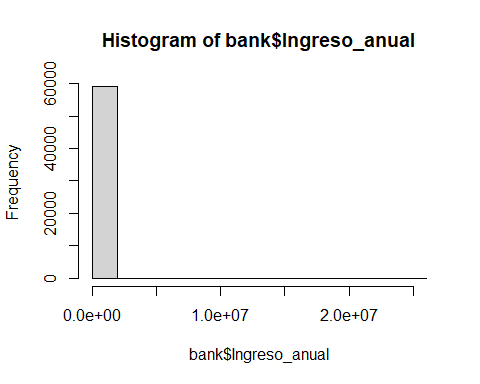 Histogram of bank$Ingreso_anual
Frequency
60000
40000
20000
0
0.0e+00 1.0e+07 2.0e+07
bank$Ingreso_anual